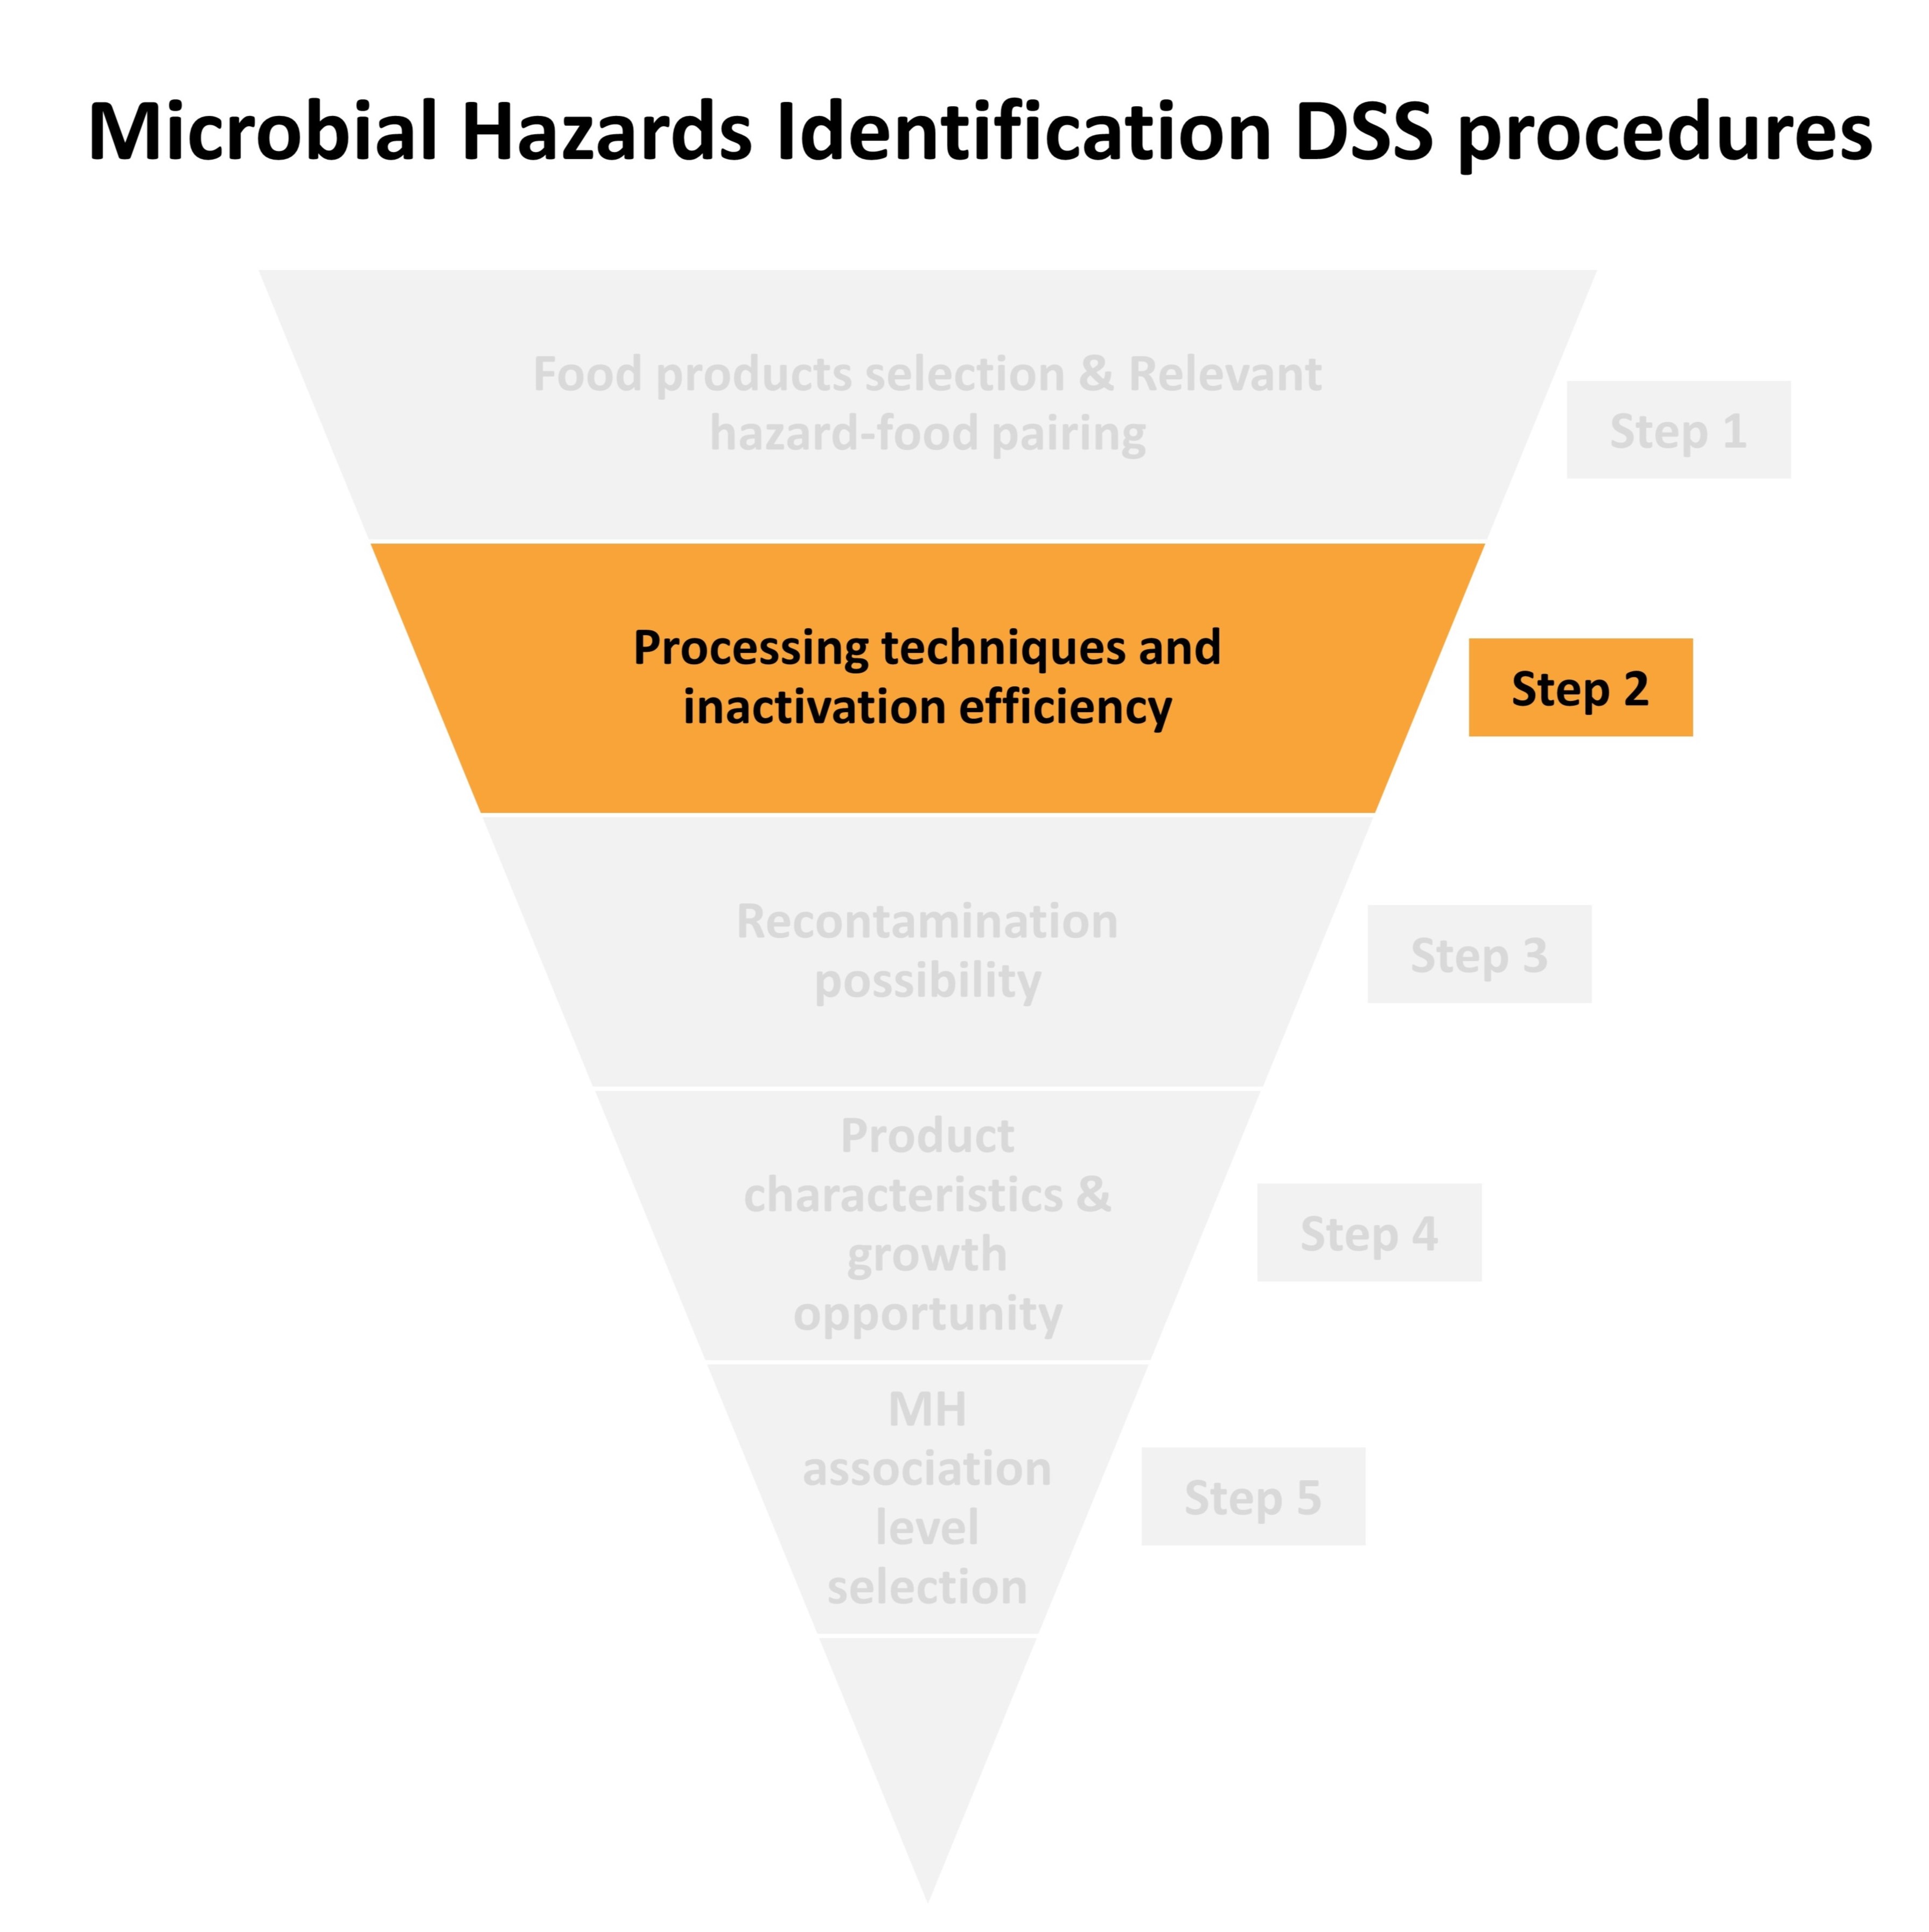 Microbial Hazards Identification DSS procedures
Food products selection & Relevant
hazard-food pairing
Step 1
Processing techniques and
inactivation efficiency
Step 2
Recontamination
possibility
Step 3
Product
characteristics &
growth
opportunity
Step 4
MH
association
level
selection
Step 5